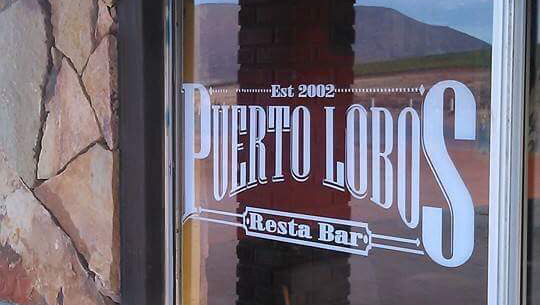 Est 2002
PUERTO LOBOS
Resta Bar